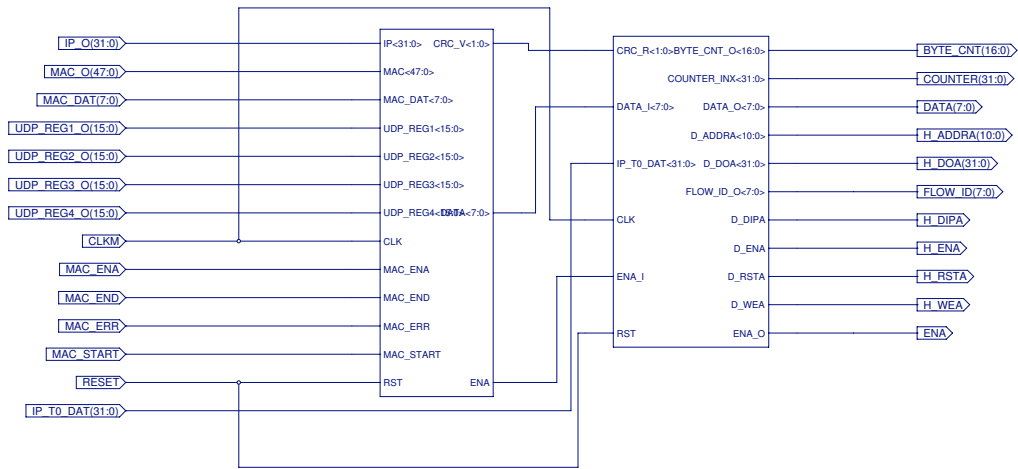 IP_O(31:0)
MAC_O(47:0)
MAC_DAT(7:0)
UDP_REG1_O(15:0)
UDP_REG2_O(15:0)
UDP_REG3_O(15:0)
UDP_REG4_O(15:0)
CLKM
MAC_ENA
MAC_END
MAC_ERR
MAC_START
RESET
IP_T0_DAT(31:0)
IP<31:0> CRC_V<1:0>
MAC<47:0>
MAC_DAT<7:0>
UDP_REG1<15:0>
UDP_REG2<15:0>
UDP_REG3<15:0>
UDP_REG4<15:0> DATA<7:0>
CLK
MAC_ENA
MAC_END
MAC_ERR
MAC_START
RST ENA
CRC_R<1:0> BYTE_CNT_O<16:0>
COUNTER_INX<31:0>
DATA_I<7:0> DATA_O<7:0>
D_ADDRA<10:0>
IP_T0_DAT<31:0> D_DOA<31:0>
FLOW_ID_O<7:0>
CLK D_DIPA
D_ENA
ENA_I D_RSTA
D_WEA
RST ENA_O
BYTE_CNT(16:0)
COUNTER(31:0)
DATA(7:0)
H_ADDRA(10:0)
H_DOA(31:0)
FLOW_ID(7:0)
H_DIPA
H_ENA
H_RSTA
H_WEA
ENA